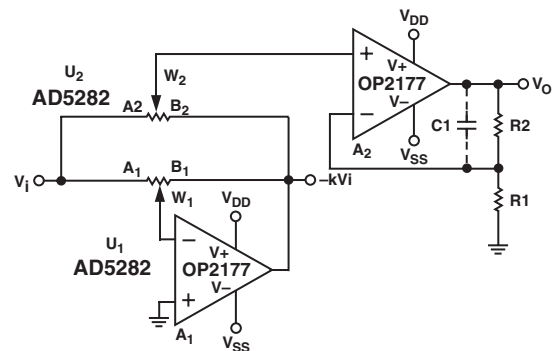 VDD
U2
AD5282
W2
+
V+
OP2177
V−
−
A2
VSS
VO
C1
R2
R1
A2
B2
Vi
A1
B1
W1
−kVi
VDD
U1
AD5282
−
V+
OP2177
V−
+
A1
VSS